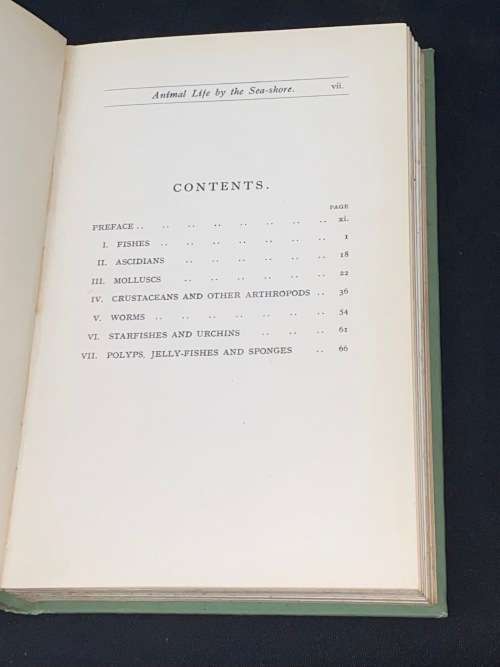 Animal Life by the Sea-shore. vii.
CONTENTS.
PAGE
PREFACE .. .. .. .. .. .. .. .. xi.
I. FISHES .. .. .. .. .. .. .. 1
II. ASCIDIANS .. .. .. .. .. .. 18
III. MOLLUSCS .. .. .. .. .. .. 22
IV. CRUSTACEANS AND OTHER ARTHROPODS .. 36
V. WORMS .. .. .. .. .. .. .. 54
VI. STARFISHES AND URCHINS .. .. .. 61
VII. POLYPS, JELLY-FISHES AND SPONGES .. 66